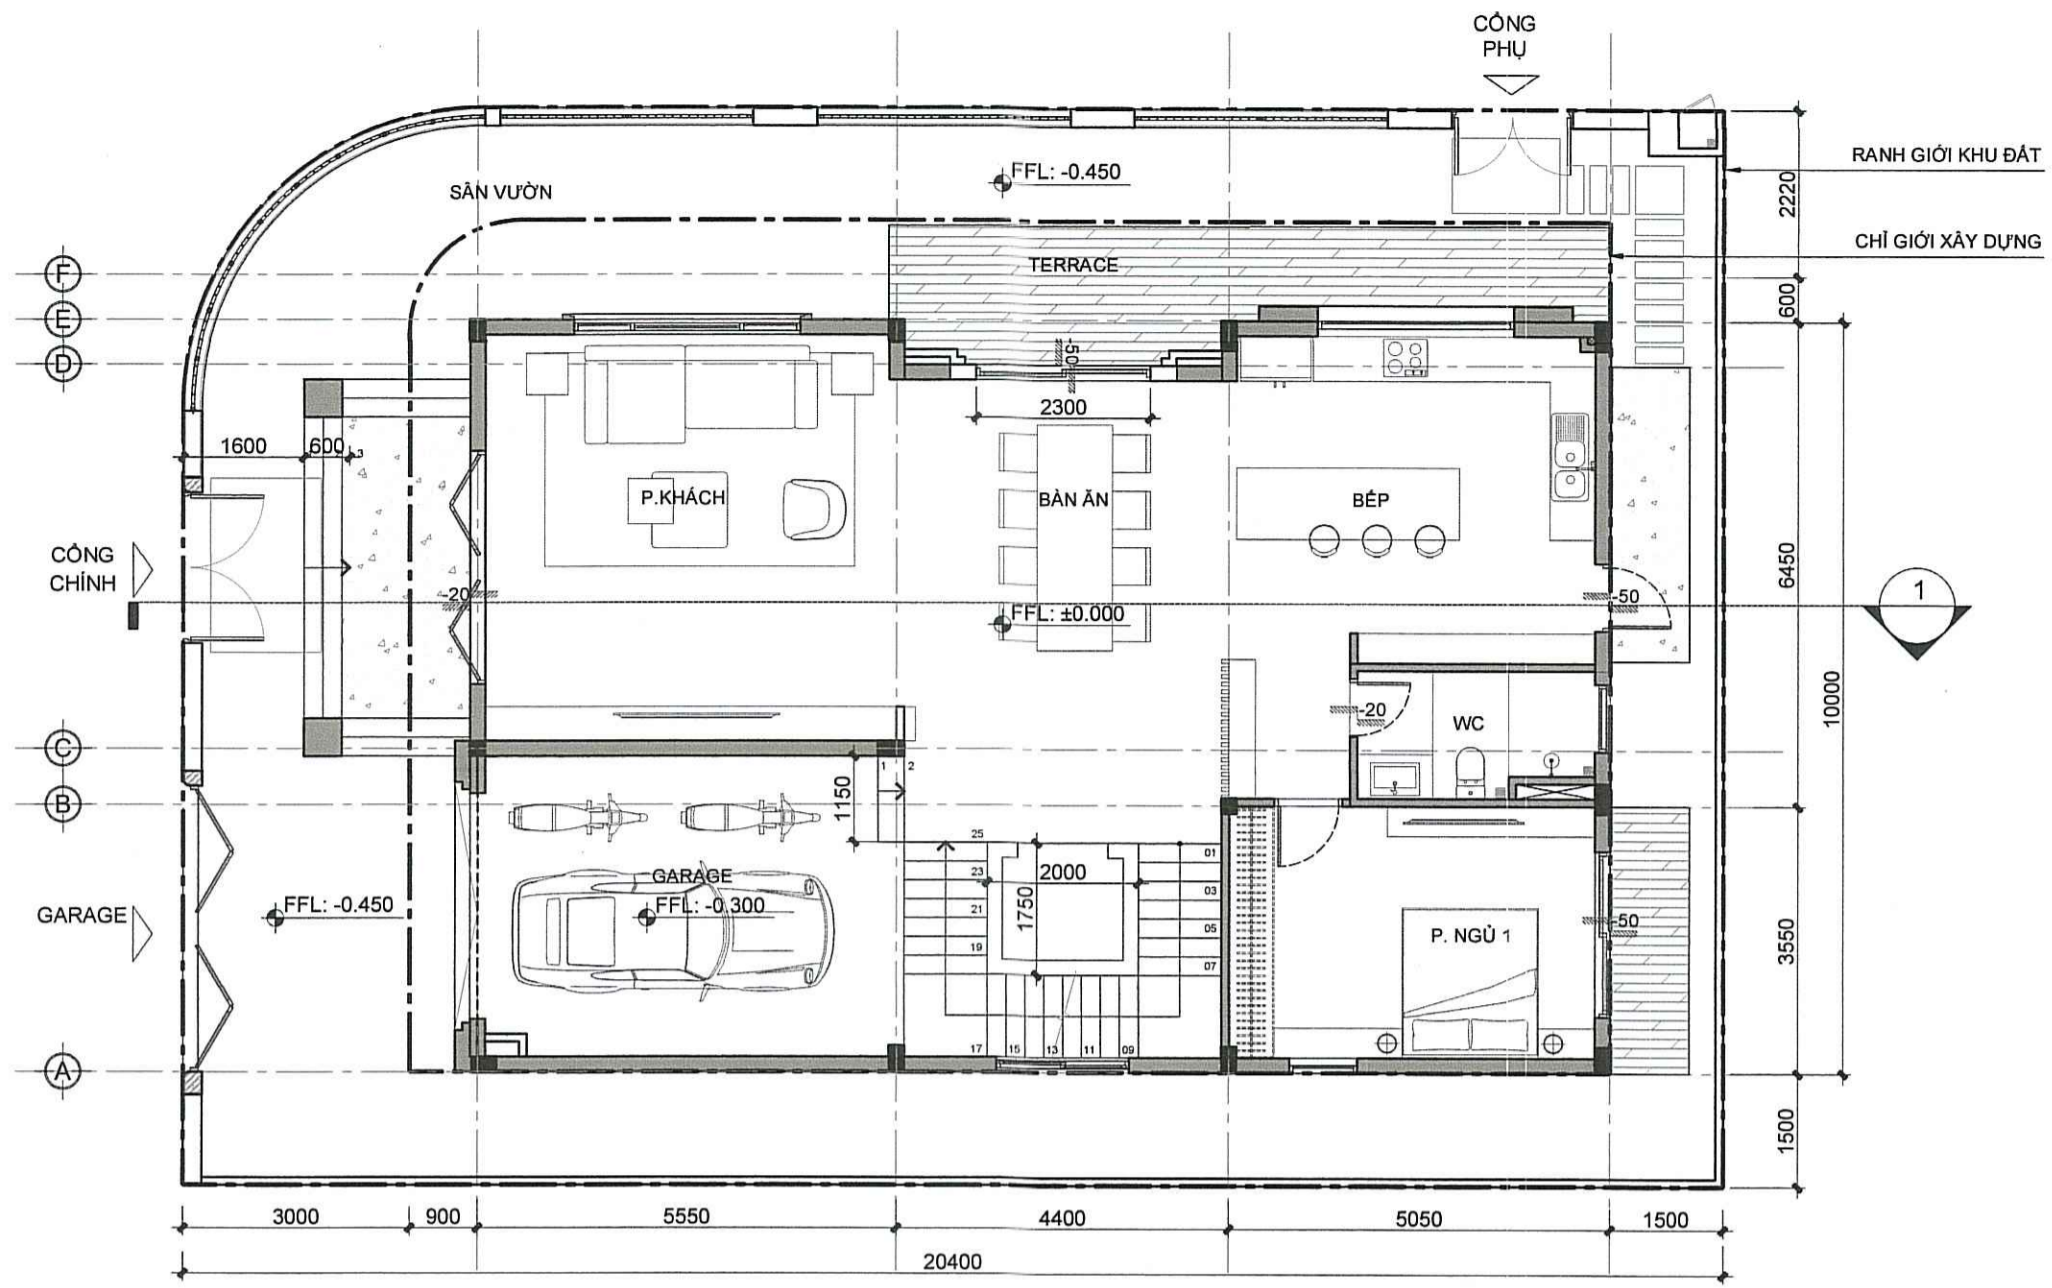 CỔNG
PHỤ
RANH GIỚI KHU ĐẤT
FFL: -0.450
SÂN VƯỜN
2220
CHỈ GIỚI XÂY DỰNG
TERRACE
F
600
E
D
-50
2300
1600
600
3
P.KHÁCH
BÀN ĂN
BẾP
CỔNG
CHÍNH
6450
-20
-50
1
FFL: ±0.000
10000
-20
WC
C
1
2
B
1150
25
01
GARAGE
23
2000
03
FFL: -0.450
FFL: -0.300
GARAGE
21
1750
05
-50
P. NGỦ 1
3550
19
07
17
15
13
11
09
A
1500
3000
900
5550
4400
5050
1500
20400